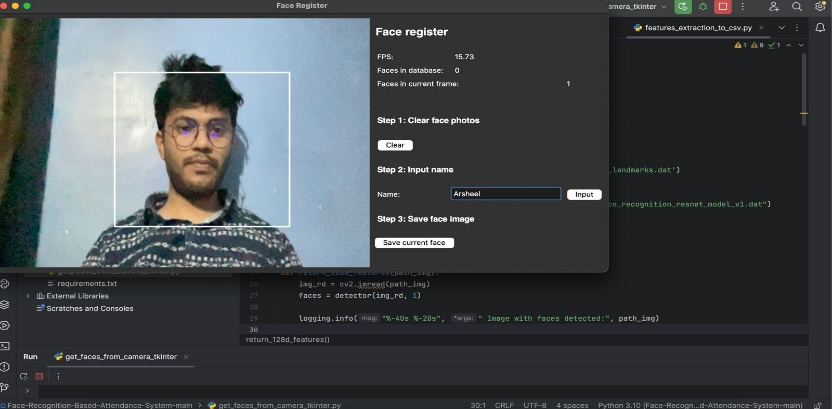 Face Register
amera_tkinter
features_extraction_to_csv.py
Face register
FPS: 15.73
Faces in database: 0
Faces in current frame: 1
Step 1: Clear face photos
Clear
Step 2: Input name
Name: Arsheel Input
Step 3: Save face image
Save current face
1 9 1
_landmarks.dat')
ce_recognition_resnet_model_v1.dat")
requirements.txt
External Libraries
Scratches and Consoles
img_rd = cv2.imread(path_img)
27 faces = detector(img_rd, 1)
28
29 logging.info( msg: "%-40s %-20s", *args: " Image with faces detected:", path_img)
30
return_128d_features()
Run get_faces_from_camera_tkinter
Face-Recognition-Based-Attendance-System-main > get_faces_from_camera_tkinter.py 30:1 CRLF UTF-8 4 spaces Python 3.10 (Face-Recogn...d-Attendance-System-main)